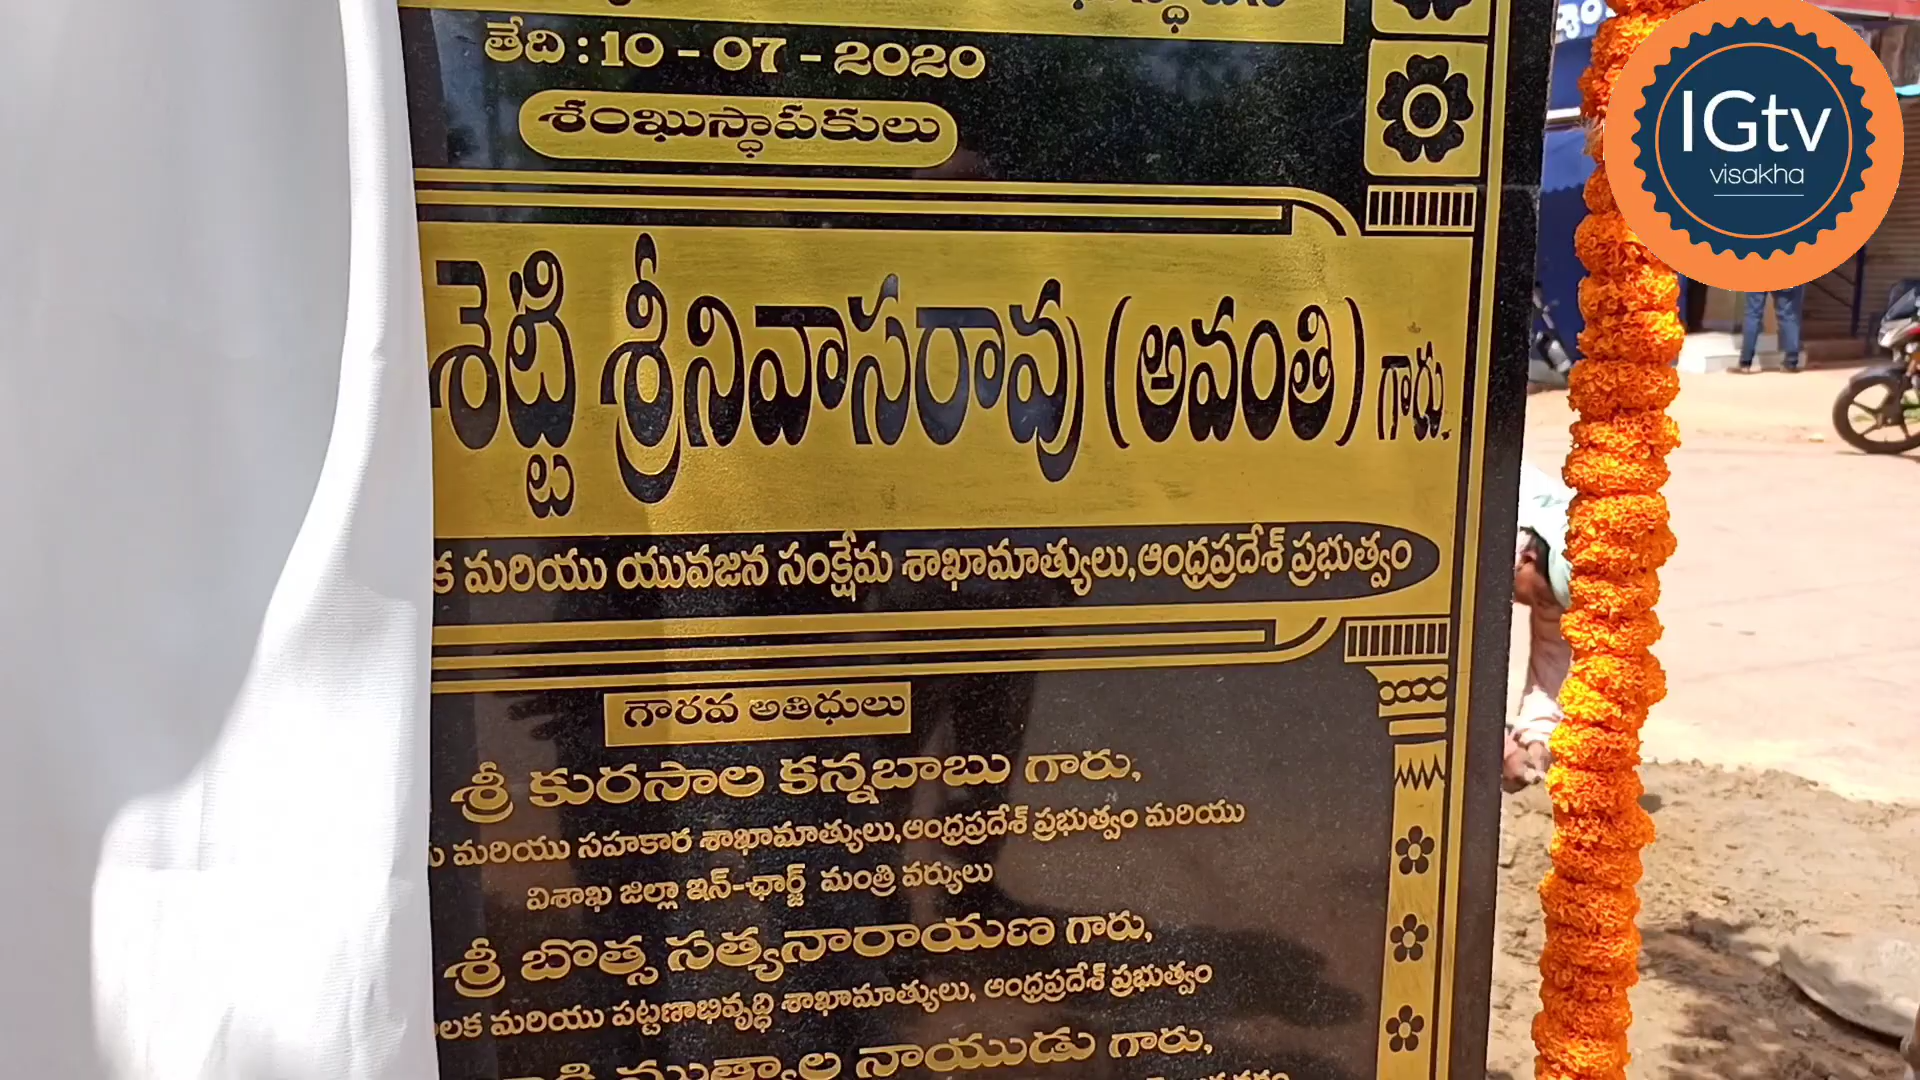 తేది : 10 - 07 - 2020
శంఖుస్థాపకులు
శెట్టి శ్రీనివాసరావు (అవంతి) గారు.
క మరియు యువజన సంక్షేమ శాఖామాత్యులు,ఆంధ్రప్రదేశ్ ప్రభుత్వం
గౌరవ అతిధులు
శ్రీ కురసాల కన్నబాబు గారు,
మరియు సహకార శాఖామాత్యులు,ఆంధ్రప్రదేశ్ ప్రభుత్వం మరియు
విశాఖ జిల్లా ఇన్-ఛార్జ్ మంత్రి వర్యులు
శ్రీ బొత్స సత్యనారాయణ గారు,
లక మరియు పట్టణాభివృద్ధి శాఖామాత్యులు, ఆంధ్రప్రదేశ్ ప్రభుత్వం
ముత్యాల నాయుడు గారు,
IGtv
visakha